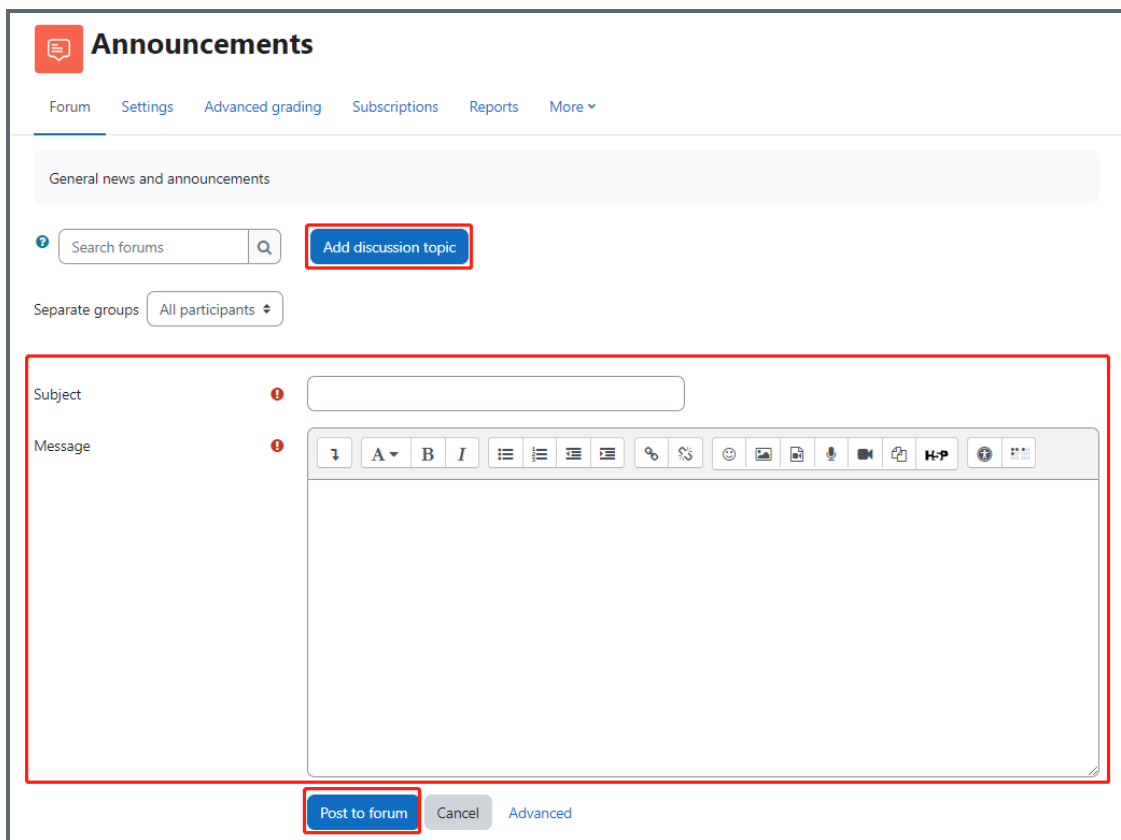 Announcements
Forum Settings Advanced grading Subscriptions Reports More
General news and announcements
Search forums Add discussion topic
Separate groups All participants
Subject
Message
A B I H5P
Post to forum Cancel Advanced